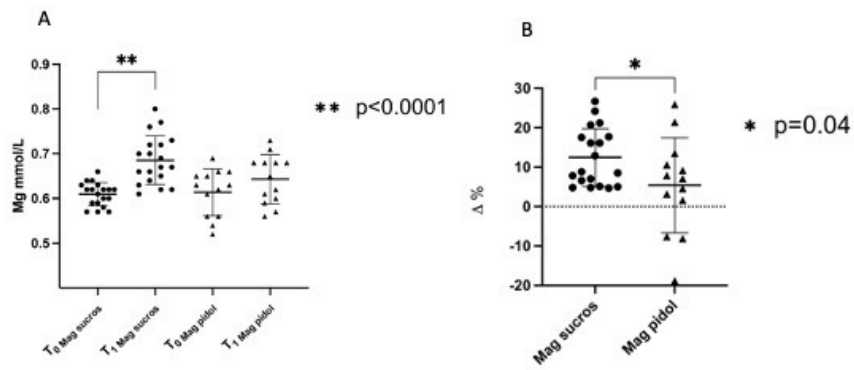 A
**
0.9
0.8
0.7
0.6
0.5
Mg mmol/L
T0 Mag sucros
T1 Mag sucros
T0 Mag pidol
T1 Mag pidol
** p<0.0001
B
*
30
20
10
0
-10
-20
Δ %
Mag sucros
Mag pidol
* p=0.04